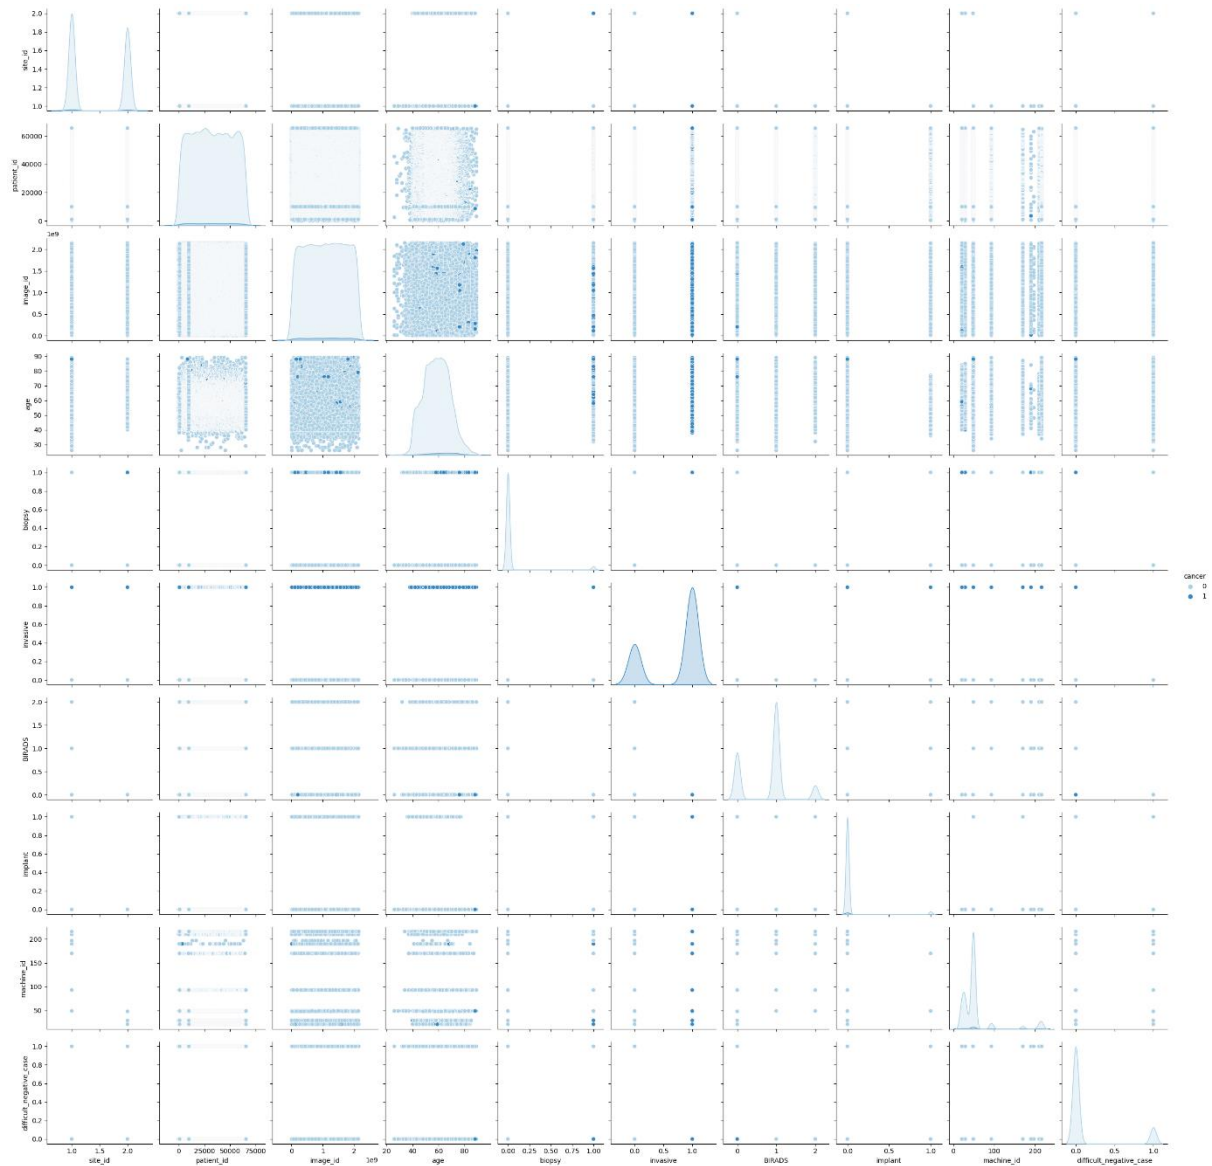 2.0
1.8
1.6
1.4
1.2
1.0
site_id
60000
40000
20000
0
patient_id
1e9
2.0
1.5
1.0
0.5
0.0
image_id
90
80
70
60
50
40
30
age
1.0
0.8
0.6
0.4
0.2
0.0
biopsy
1.0
0.8
0.6
0.4
0.2
0.0
invasive
cancer
0
1
2.0
1.5
1.0
0.5
0.0
BIRADS
1.0
0.8
0.6
0.4
0.2
0.0
implant
200
150
100
50
machine_id
1.0
0.8
0.6
0.4
0.2
0.0
difficult_negative_case
1.0 1.5 2.0
site_id
0 25000 50000 75000
patient_id
0 1 2 1e9
image_id
40 60 80
age
0.00 0.25 0.50 0.75 1.00
biopsy
0.0 0.5 1.0
invasive
0 1 2
BIRADS
0.0 0.5 1.0
implant
0 100 200
machine_id
0.0 0.5 1.0
difficult_negative_case